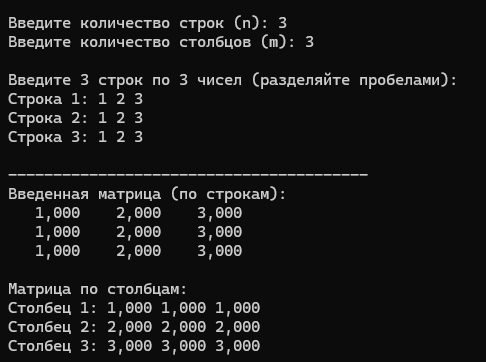 Введите количество строк (n): 3
Введите количество столбцов (m): 3
Введите 3 строк по 3 чисел (разделяйте пробелами):
Строка 1: 1 2 3
Строка 2: 1 2 3
Строка 3: 1 2 3
________________________________________
Введенная матрица (по строкам):
1,000 2,000 3,000
1,000 2,000 3,000
1,000 2,000 3,000
Матрица по столбцам:
Столбец 1: 1,000 1,000 1,000
Столбец 2: 2,000 2,000 2,000
Столбец 3: 3,000 3,000 3,000